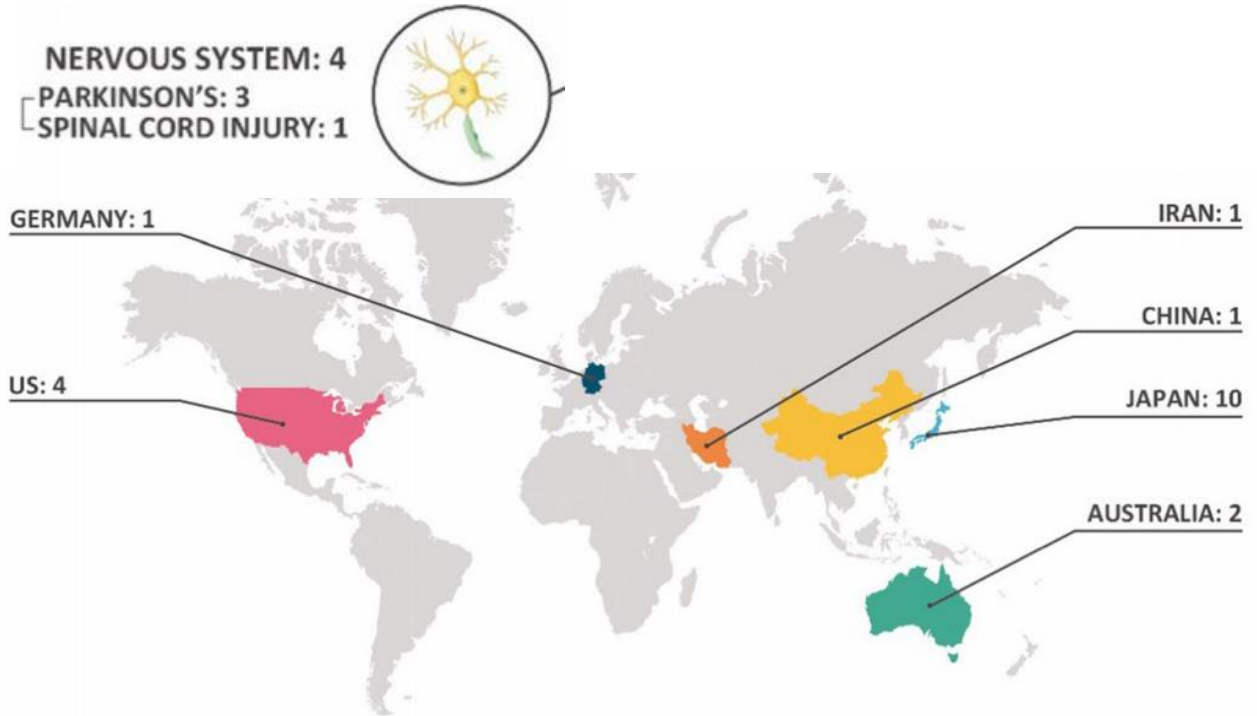 NERVOUS SYSTEM: 4
PARKINSON'S: 3
SPINAL CORD INJURY: 1
GERMANY: 1
IRAN: 1
CHINA: 1
US: 4
JAPAN: 10
AUSTRALIA: 2